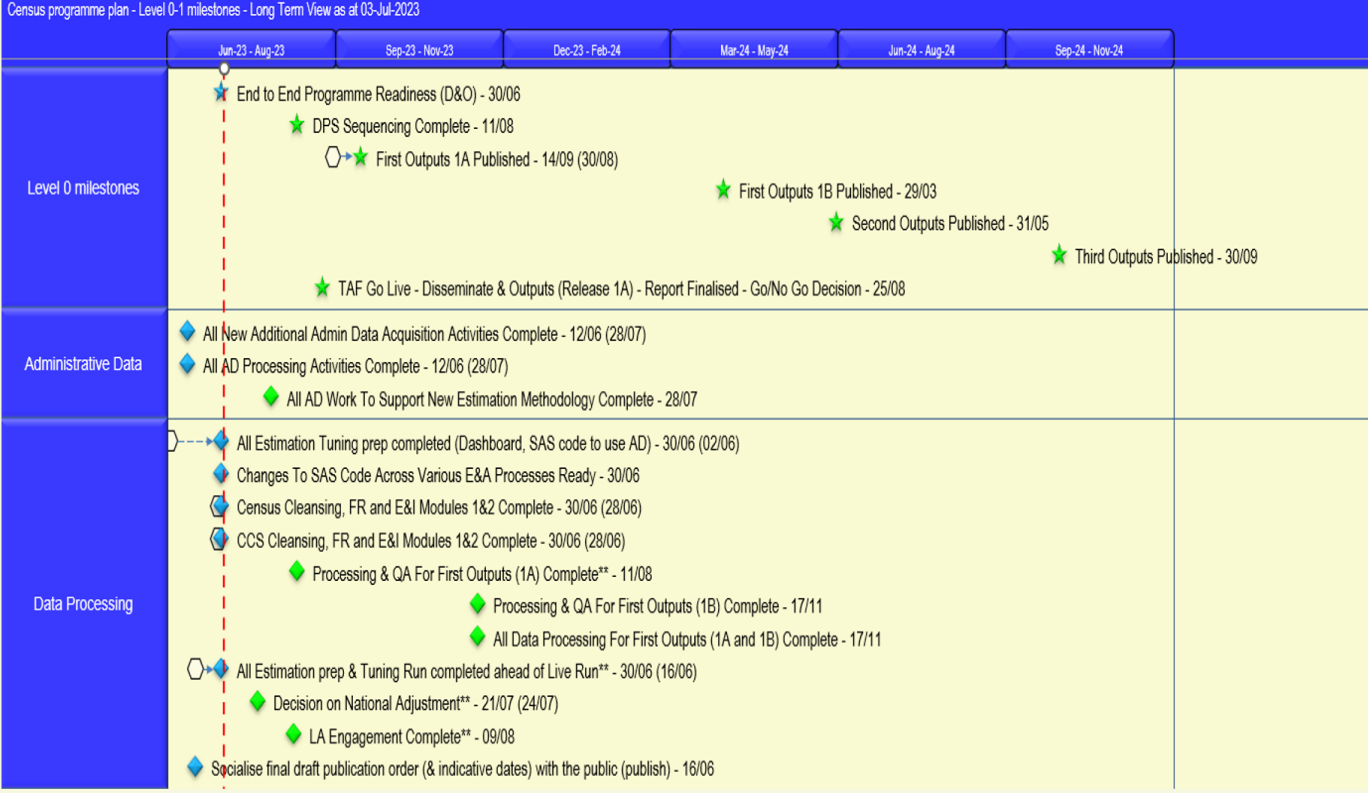 Census programme plan - Level 0-1 milestones - Long Term View as at 03-Jul-2023
Jun-23 - Aug-23
Sep-23 - Nov-23
Dec-23 - Feb-24
Mar-24 - May-24
Jun-24 - Aug-24
Sep-24 - Nov-24
Level 0 milestones
End to End Programme Readiness (D&O) - 30/06
DPS Sequencing Complete - 11/08
First Outputs 1A Published - 14/09 (30/08)
First Outputs 1B Published - 29/03
Second Outputs Published - 31/05
Third Outputs Published - 30/09
TAF Go Live - Disseminate & Outputs (Release 1A) - Report Finalised - Go/No Go Decision - 25/08
Administrative Data
All New Additional Admin Data Acquisition Activities Complete - 12/06 (28/07)
All AD Processing Activities Complete - 12/06 (28/07)
All AD Work To Support New Estimation Methodology Complete - 28/07
Data Processing
All Estimation Tuning prep completed (Dashboard, SAS code to use AD) - 30/06 (02/06)
Changes To SAS Code Across Various E&A Processes Ready - 30/06
Census Cleansing, FR and E&I Modules 1&2 Complete - 30/06 (28/06)
CCS Cleansing, FR and E&I Modules 1&2 Complete - 30/06 (28/06)
Processing & QA For First Outputs (1A) Complete** - 11/08
Processing & QA For First Outputs (1B) Complete - 17/11
All Data Processing For First Outputs (1A and 1B) Complete - 17/11
All Estimation prep & Tuning Run completed ahead of Live Run** - 30/06 (16/06)
Decision on National Adjustment** - 21/07 (24/07)
LA Engagement Complete** - 09/08
Socialise final draft publication order (& indicative dates) with the public (publish) - 16/06